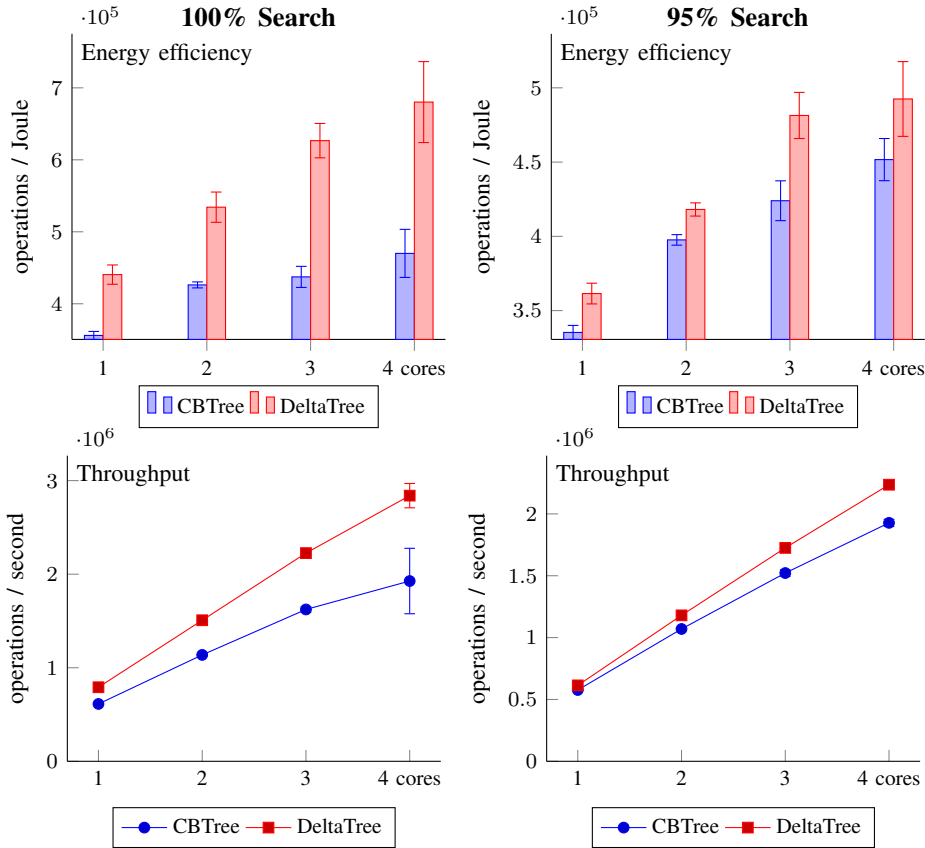 100% Search
·10^5
Energy efficiency
operations / Joule
7
6
5
4
1 2 3 4 cores
CBTree DeltaTree
95% Search
·10^5
Energy efficiency
operations / Joule
5
4.5
4
3.5
1 2 3 4 cores
CBTree DeltaTree
·10^6
Throughput
operations / second
3
2
1
0
1 2 3 4 cores
CBTree DeltaTree
·10^6
Throughput
operations / second
2
1.5
1
0.5
0
1 2 3 4 cores
CBTree DeltaTree